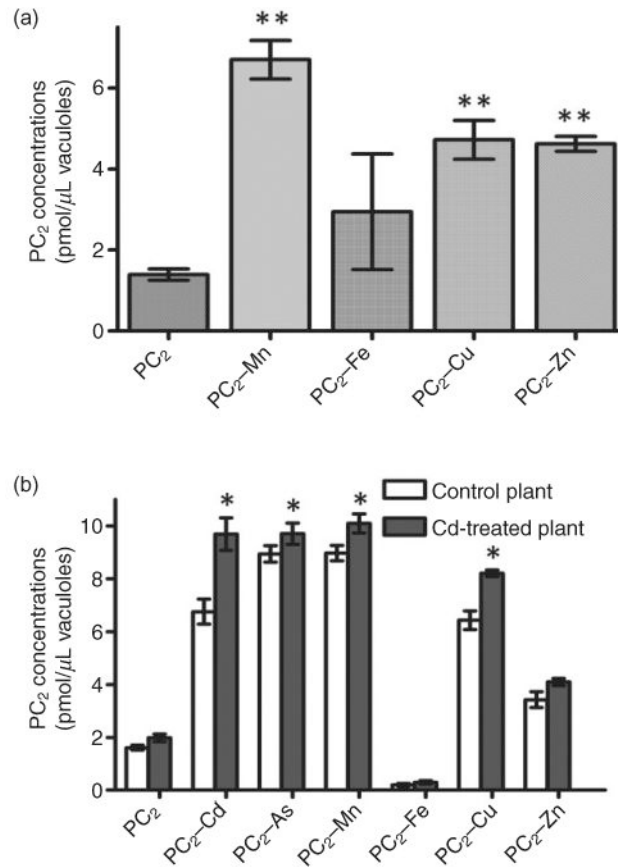 (a)
PC₂ concentrations
(pmol/µL vaculoles)
6
4
2
0
**
**
**
PC₂
PC₂–Mn
PC₂–Fe
PC₂–Cu
PC₂–Zn
(b)
Control plant
Cd-treated plant
PC₂ concentrations
(pmol/µL vaculoles)
10
8
6
4
2
0
*
*
*
*
PC₂
PC₂–Cd
PC₂–As
PC₂–Mn
PC₂–Fe
PC₂–Cu
PC₂–Zn